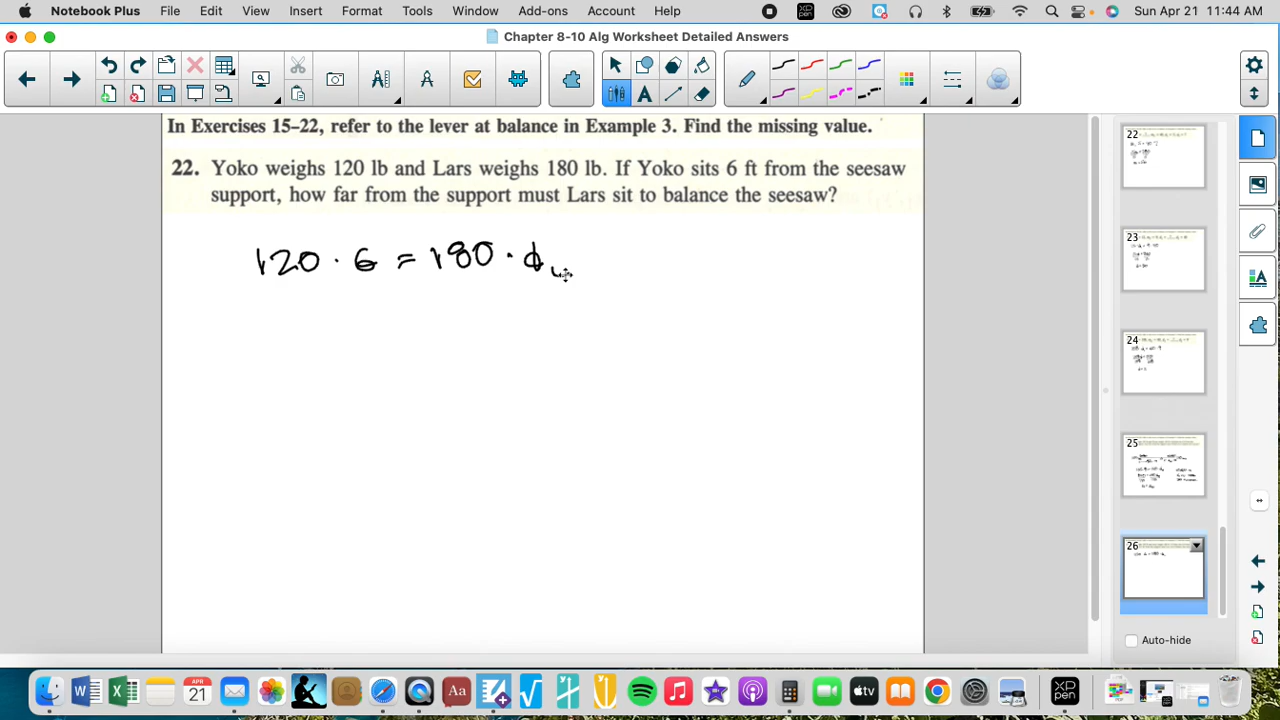 Notebook Plus File Edit View Insert Format Tools Window Add-ons Account Help Sun Apr 21 11:44 AM
Chapter 8-10 Alg Worksheet Detailed Answers
In Exercises 15–22, refer to the lever at balance in Example 3. Find the missing value.
22. Yoko weighs 120 lb and Lars weighs 180 lb. If Yoko sits 6 ft from the seesaw
support, how far from the support must Lars sit to balance the seesaw?
120 · 6 = 180 · d
22
23
24
25
26
Auto-hide
APR
21